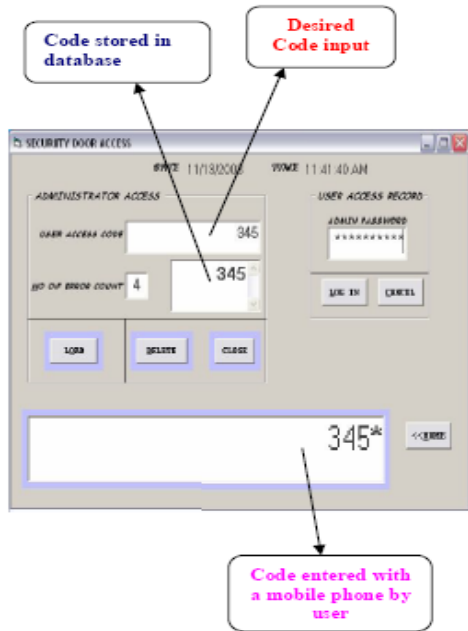 Code stored in
database
Desired
Code input
SECURITY DOOR ACCESS
DATE 11/13/2008 TIME 11:41:40 AM
ADMINISTRATOR ACCESS
USER ACCESS RECORD
ADMIN PASSWORD
**********
USER ACCESS CODE 345
NO OF ERROR COUNT 4
345
LOG IN CANCEL
LOAD DELETE CLOSE
345*
Code entered with
a mobile phone by
user